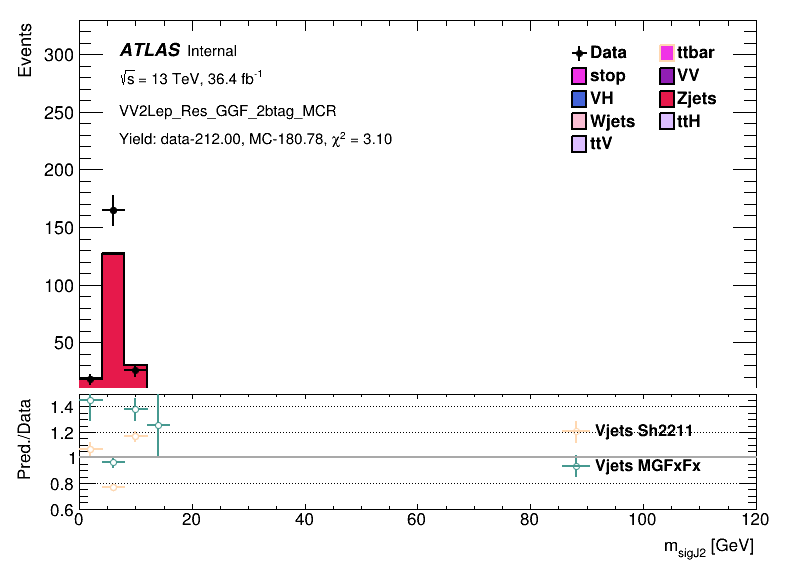 Events
ATLAS Internal
√s = 13 TeV, 36.4 fb⁻¹
VV2Lep_Res_GGF_2btag_MCR
Yield: data-212.00, MC-180.78, χ² = 3.10
Data
ttbar
stop
VV
VH
Zjets
Wjets
ttH
ttV
300
250
200
150
100
50
Pred./Data
1.4
1.2
1
0.8
0.6
Vjets Sh2211
Vjets MGFxFx
0 20 40 60 80 100 120
m_sigJ2 [GeV]